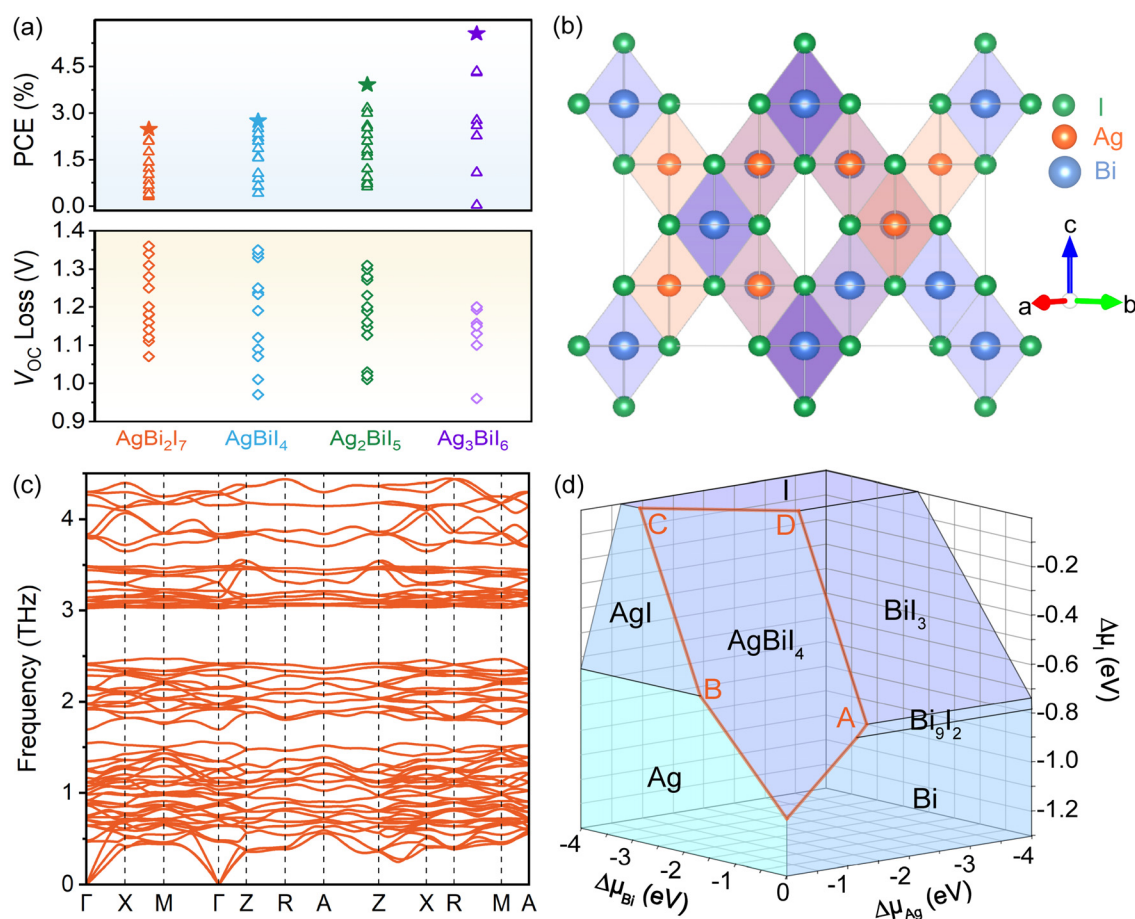 (a)
PCE (%)
4.5
3.0
1.5
0.0
V_OC Loss (V)
1.4
1.3
1.2
1.1
1.0
0.9
AgBi₂I₇ AgBiI₄ Ag₂BiI₅ Ag₃BiI₆
(b)
I
Ag
Bi
c
a
b
(c)
Frequency (THz)
4
3
2
1
0
Γ X M Γ Z R A Z X R M A
(d)
I
C
D
AgI
BiI₃
AgBiI₄
B
A
Bi₉I₂
Ag
Bi
-0.2
-0.4
-0.6
-0.8
-1.0
-1.2
Δμ_I (eV)
-4 -3 -2 -1 0
Δμ_Bi (eV)
-1 -2 -3 -4
Δμ_Ag (eV)